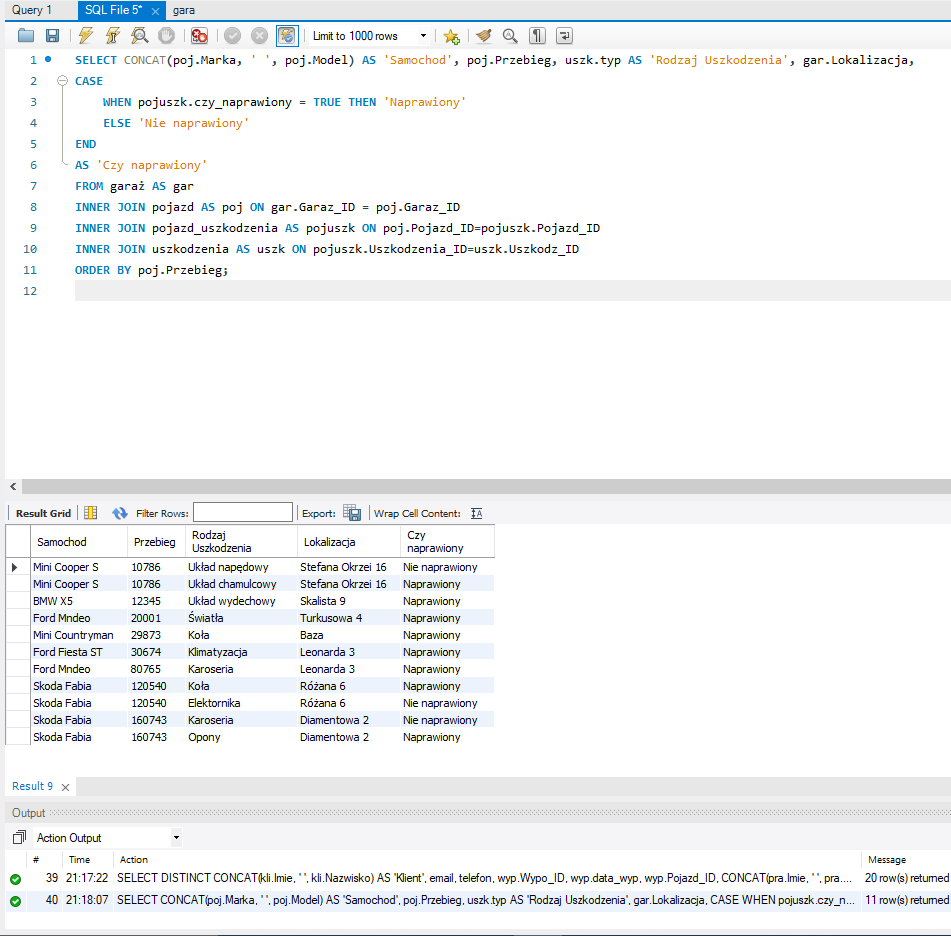 Query 1 SQL File 5* × gara
Limit to 1000 rows
1 SELECT CONCAT(poj.Marka, ' ', poj.Model) AS 'Samochod', poj.Przebieg, uszk.typ AS 'Rodzaj Uszkodzenia', gar.Lokalizacja,
2 CASE
3 WHEN pojuszk.czy_naprawiony = TRUE THEN 'Naprawiony'
4 ELSE 'Nie naprawiony'
5 END
6 AS 'Czy naprawiony'
7 FROM garaż AS gar
8 INNER JOIN pojazd AS poj ON gar.Garaz_ID = poj.Garaz_ID
9 INNER JOIN pojazd_uszkodzenia AS pojuszk ON poj.Pojazd_ID=pojuszk.Pojazd_ID
10 INNER JOIN uszkodzenia AS uszk ON pojuszk.Uszkodzenia_ID=uszk.Uszkodz_ID
11 ORDER BY poj.Przebieg;
12
Result Grid Filter Rows: Export: Wrap Cell Content:
Samochod Przebieg Rodzaj Uszkodzenia Lokalizacja Czy naprawiony
Mini Cooper S 10786 Układ napędowy Stefana Okrzei 16 Nie naprawiony
Mini Cooper S 10786 Układ chamulcowy Stefana Okrzei 16 Naprawiony
BMW X5 12345 Układ wydechowy Skalista 9 Naprawiony
Ford Mndeo 20001 Światła Turkusowa 4 Naprawiony
Mini Countryman 29873 Koła Baza Naprawiony
Ford Fiesta ST 30674 Klimatyzacja Leonarda 3 Naprawiony
Ford Mndeo 80765 Karoseria Leonarda 3 Naprawiony
Skoda Fabia 120540 Koła Różana 6 Naprawiony
Skoda Fabia 120540 Elektornika Różana 6 Nie naprawiony
Skoda Fabia 160743 Karoseria Diamentowa 2 Nie naprawiony
Skoda Fabia 160743 Opony Diamentowa 2 Naprawiony
Result 9 ×
Output
Action Output
# Time Action Message
39 21:17:22 SELECT DISTINCT CONCAT(kli.Imie, ' ', kli.Nazwisko) AS 'Klient', email, telefon, wyp.Wypo_ID, wyp.data_wyp, wyp.Pojazd_ID, CONCAT(pra.Imie, ' ', pra.... 20 row(s) returned
40 21:18:07 SELECT CONCAT(poj.Marka, ' ', poj.Model) AS 'Samochod', poj.Przebieg, uszk.typ AS 'Rodzaj Uszkodzenia', gar.Lokalizacja, CASE WHEN pojuszk.czy_n... 11 row(s) returned